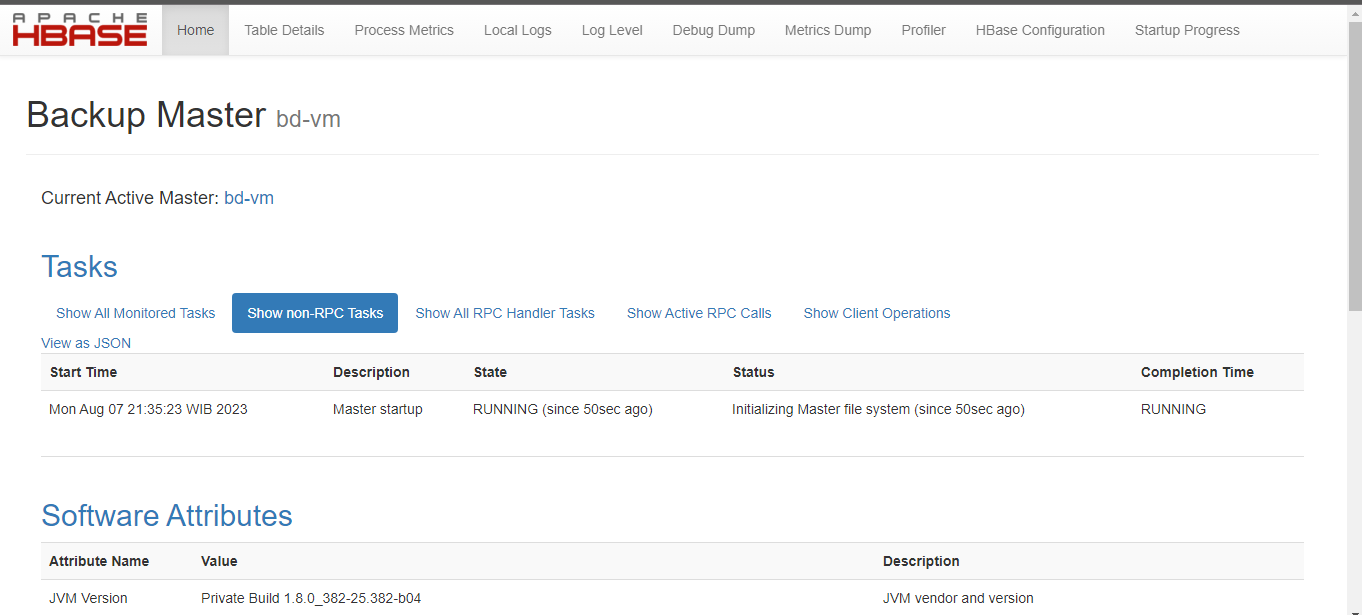 APACHE
HBASE
Home Table Details Process Metrics Local Logs Log Level Debug Dump Metrics Dump Profiler HBase Configuration Startup Progress
Backup Master bd-vm
Current Active Master: bd-vm
Tasks
Show All Monitored Tasks Show non-RPC Tasks Show All RPC Handler Tasks Show Active RPC Calls Show Client Operations
View as JSON
Start Time Description State Status Completion Time
Mon Aug 07 21:35:23 WIB 2023 Master startup RUNNING (since 50sec ago) Initializing Master file system (since 50sec ago) RUNNING
Software Attributes
Attribute Name Value Description
JVM Version Private Build 1.8.0_382-25.382-b04 JVM vendor and version